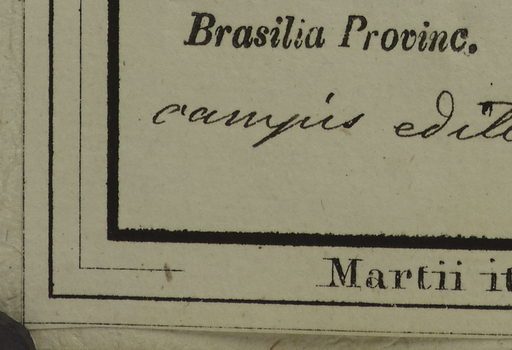 Brasilia Provinc.
campis edit
Martii it